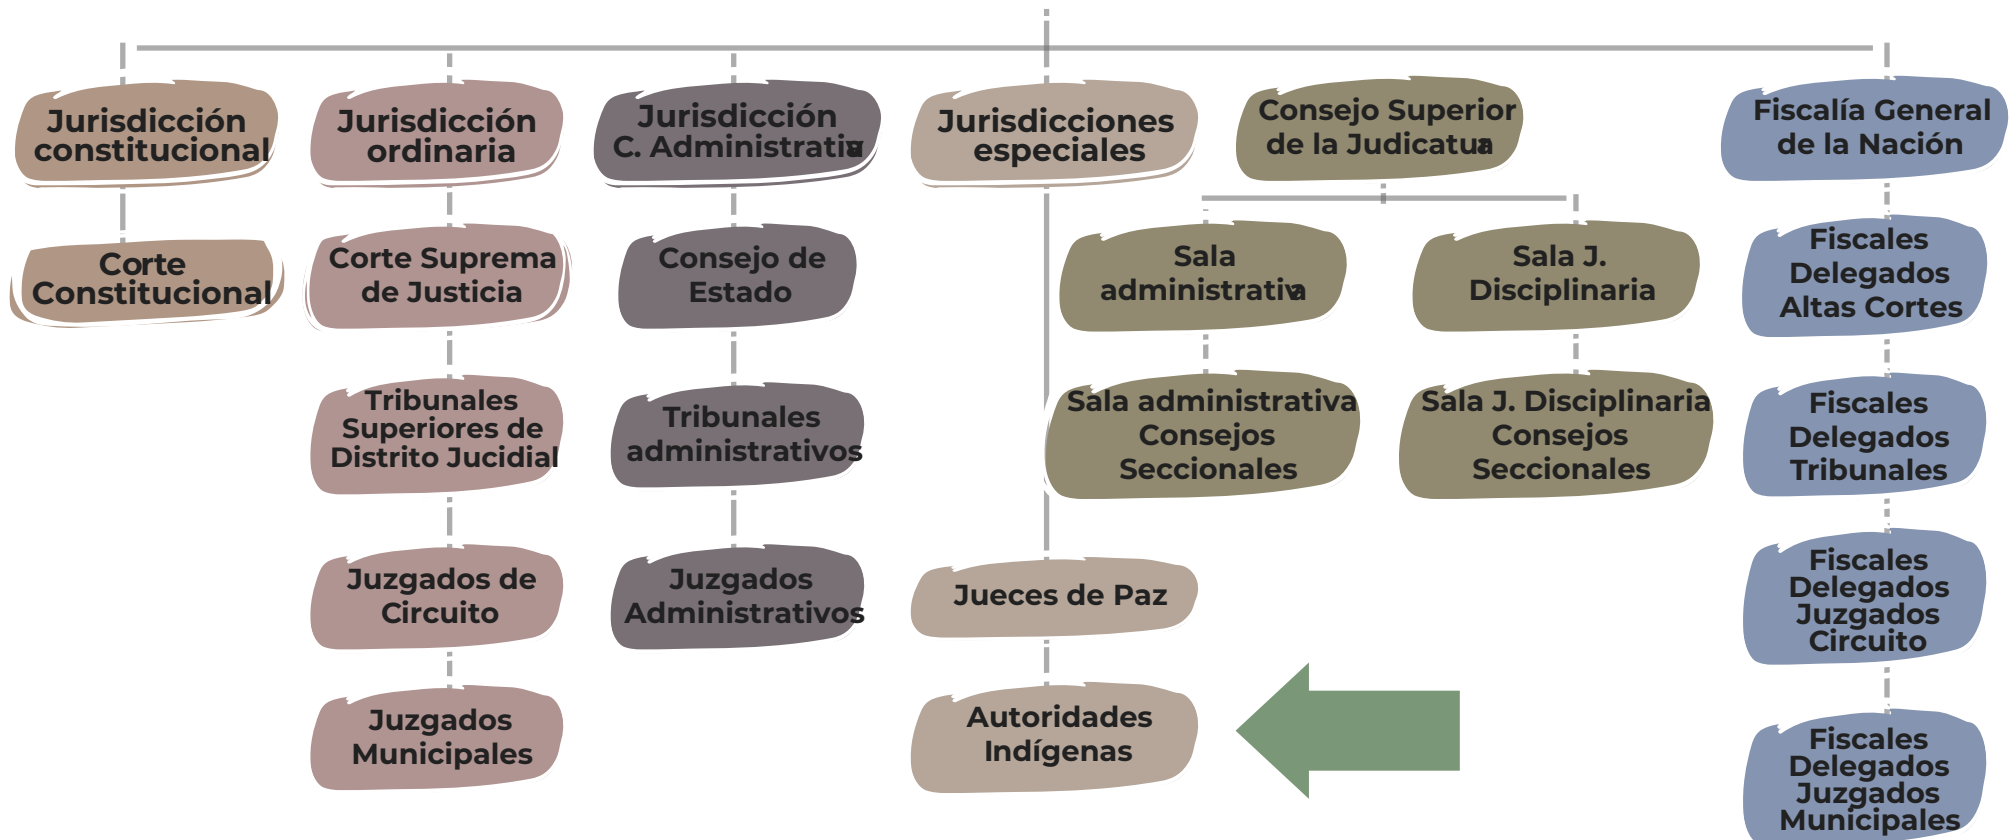 Jurisdicción
constitucional
Corte
Constitucional
Jurisdicción
ordinaria
Corte Suprema
de Justicia
Tribunales
Superiores de
Distrito Jucidial
Juzgados de
Circuito
Juzgados
Municipales
Jurisdicción
C. Administrativa
Consejo de
Estado
Tribunales
administrativos
Juzgados
Administrativos
Jurisdicciones
especiales
Jueces de Paz
Autoridades
Indígenas
Consejo Superior
de la Judicatura
Sala
administrativa
Sala administrativa
Consejos
Seccionales
Sala J.
Disciplinaria
Sala J. Disciplinaria
Consejos
Seccionales
Fiscalía General
de la Nación
Fiscales
Delegados
Altas Cortes
Fiscales
Delegados
Tribunales
Fiscales
Delegados
Juzgados
Circuito
Fiscales
Delegados
Juzgados
Municipales